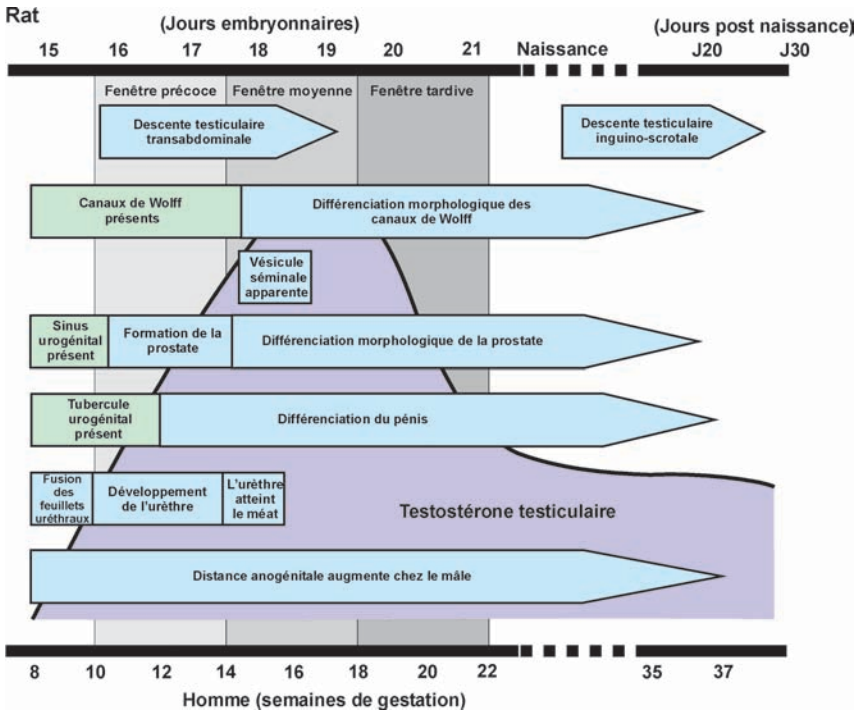 Rat
(Jours embryonnaires)
(Jours post naissance)
15 16 17 18 19 20 21 Naissance J20 J30
Fenêtre précoce Fenêtre moyenne Fenêtre tardive
Descente testiculaire
transabdominale
Descente testiculaire
inguino-scrotale
Canaux de Wolff
présents
Différenciation morphologique des
canaux de Wolff
Vésicule
séminale
apparente
Sinus
urogénital
présent
Formation de la
prostate
Différenciation morphologique de la prostate
Tubercule
urogénital
présent
Différenciation du pénis
Fusion
des
feuillets
uréthraux
Développement
de l'urèthre
L'urèthre
atteint
le méat
Testostérone testiculaire
Distance anogénitale augmente chez le mâle
8 10 12 14 16 18 20 22 35 37
Homme (semaines de gestation)